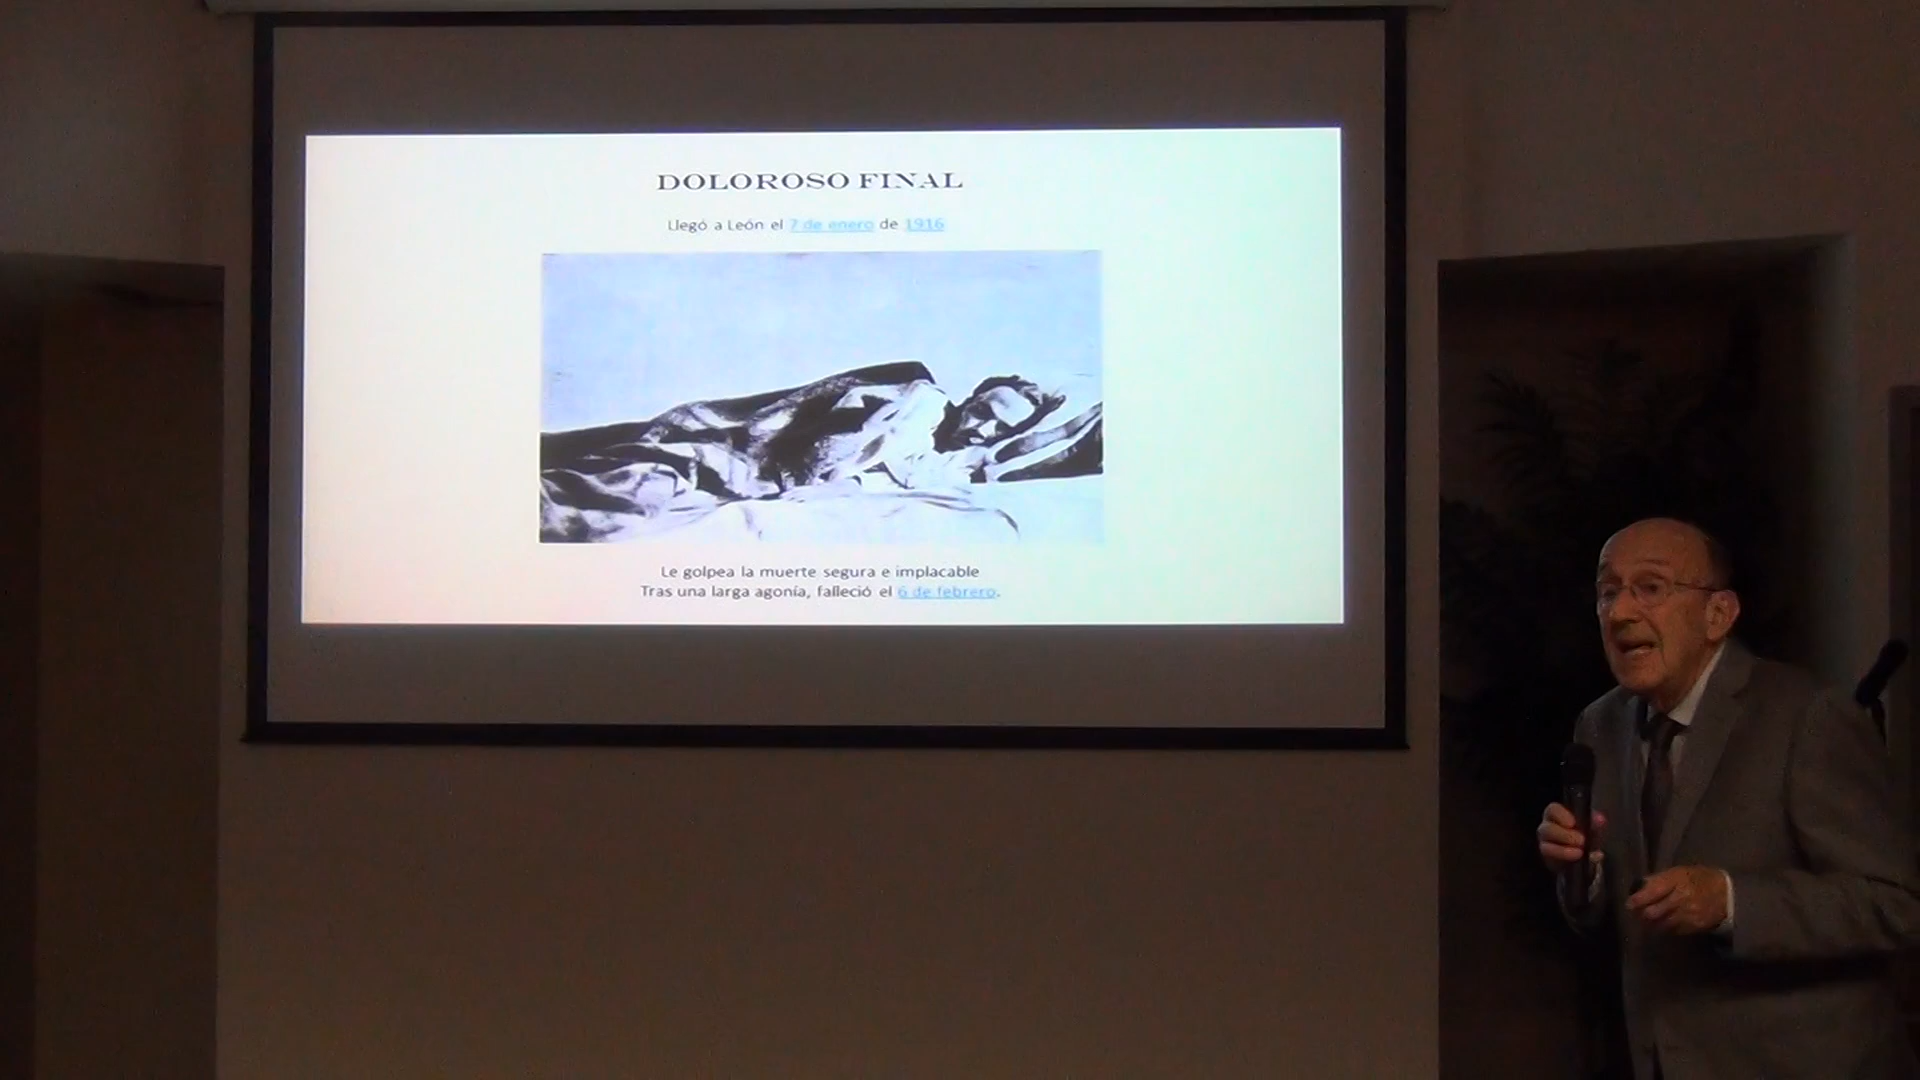 DOLOROSO FINAL
Llegó a León el 7 de enero de 1916
Le golpea la muerte segura e implacable
Tras una larga agonía, falleció el 6 de febrero.